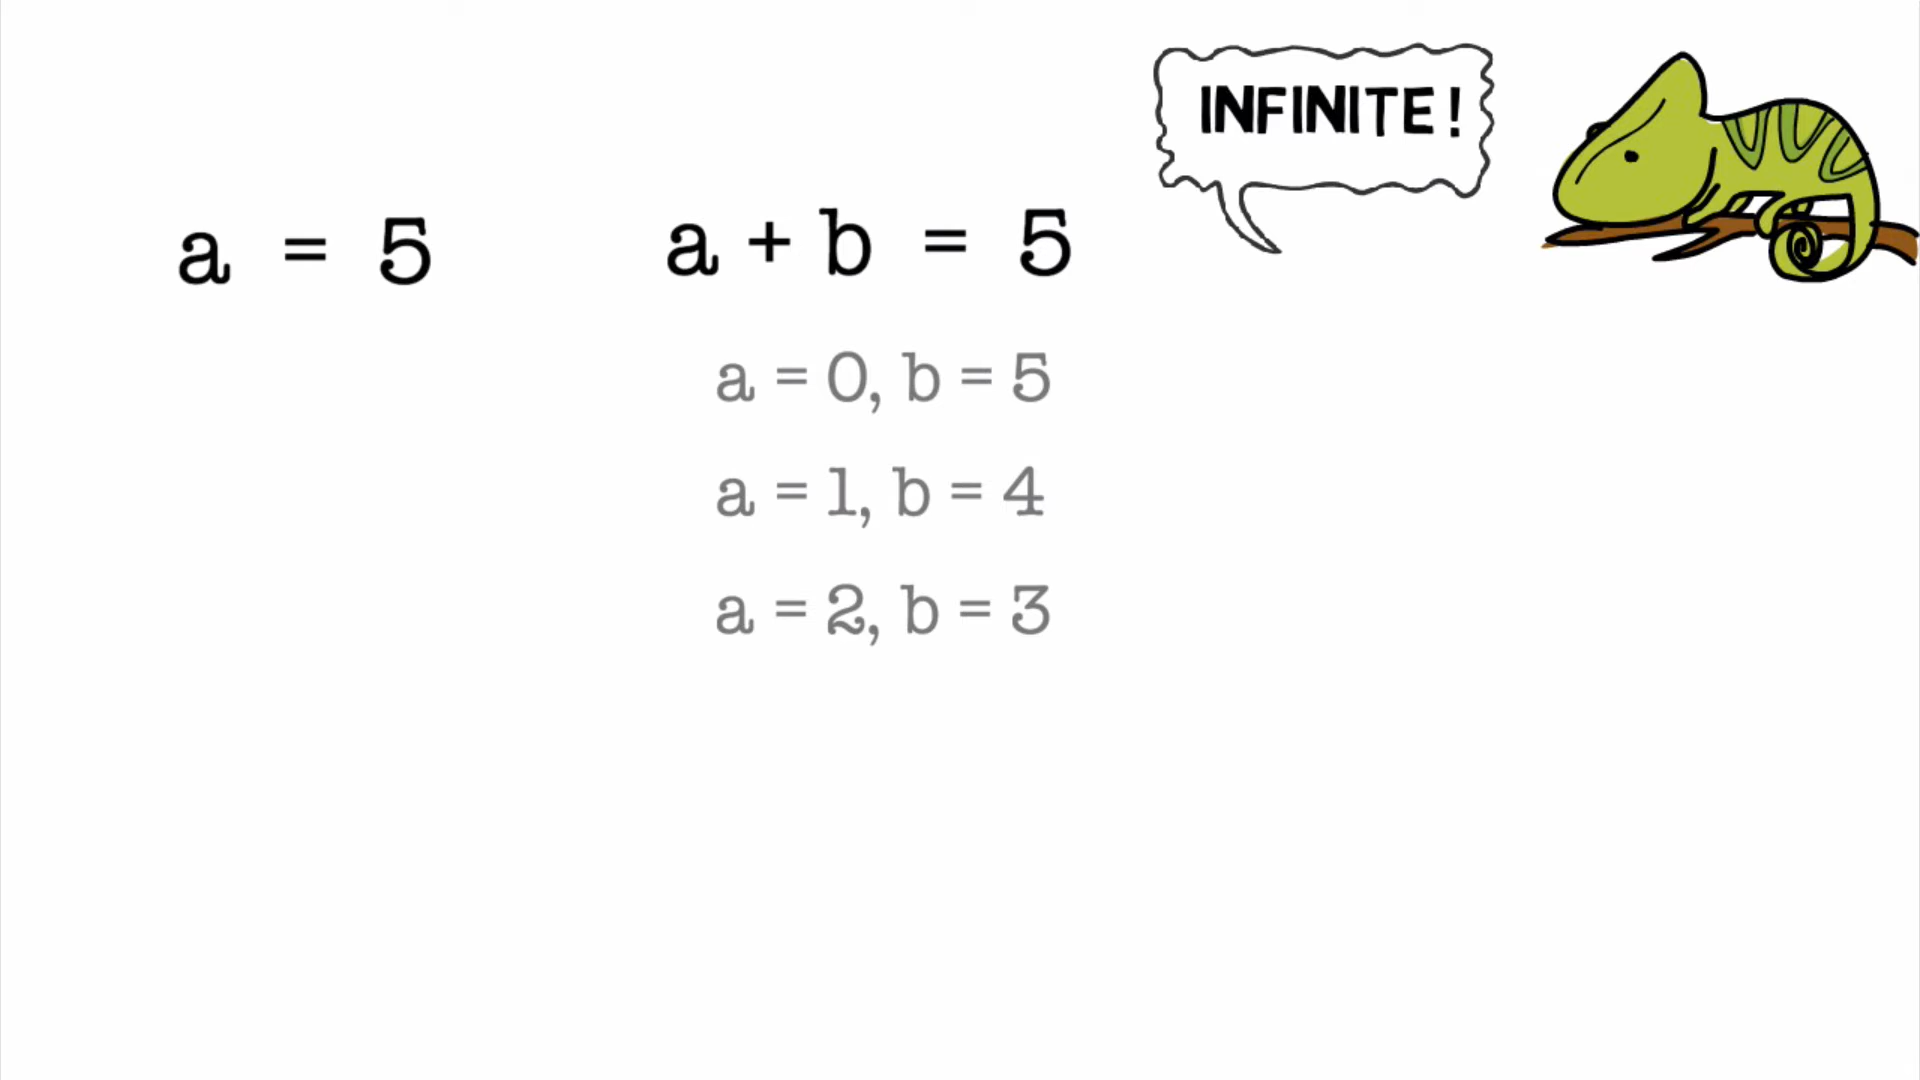 INFINITE!
a = 5
a + b = 5
a = 0, b = 5
a = 1, b = 4
a = 2, b = 3